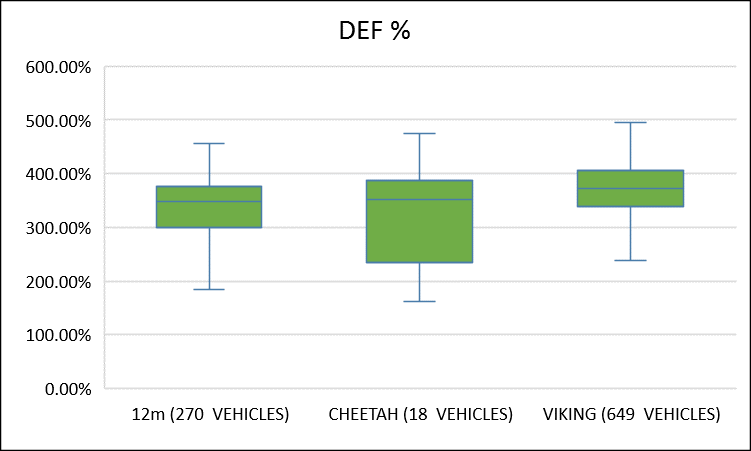 DEF %
600.00%
500.00%
400.00%
300.00%
200.00%
100.00%
0.00%
12m (270  VEHICLES)
CHEETAH (18  VEHICLES)
VIKING (649  VEHICLES)